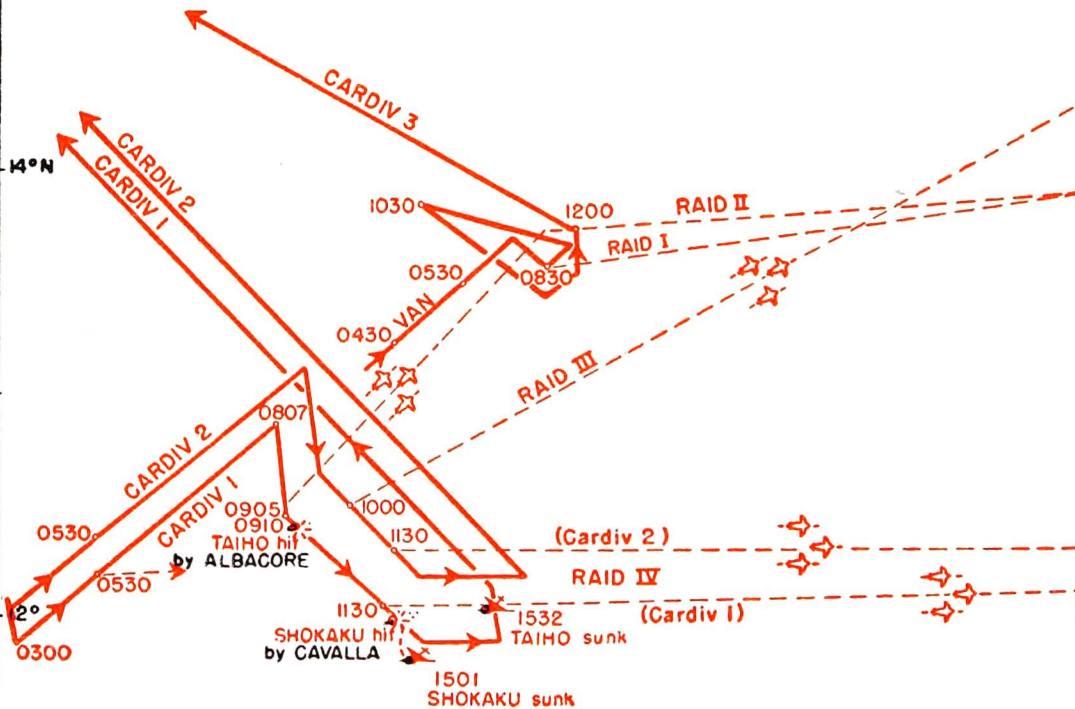 CARDIV 3
CARDIV 2
CARDIV 1
14°N
1030
1200
RAID II
RAID I
0830
0530
VAN
0430
RAID III
0807
CARDIV 2
CARDIV 1
0530
0530
0905
0910
TAIHO hit
by ALBACORE
1000
1130
(Cardiv 2)
RAID IV
(Cardiv 1)
12°
0300
1130
SHOKAKU hit
by CAVALLA
1532
TAIHO sunk
1501
SHOKAKU sunk